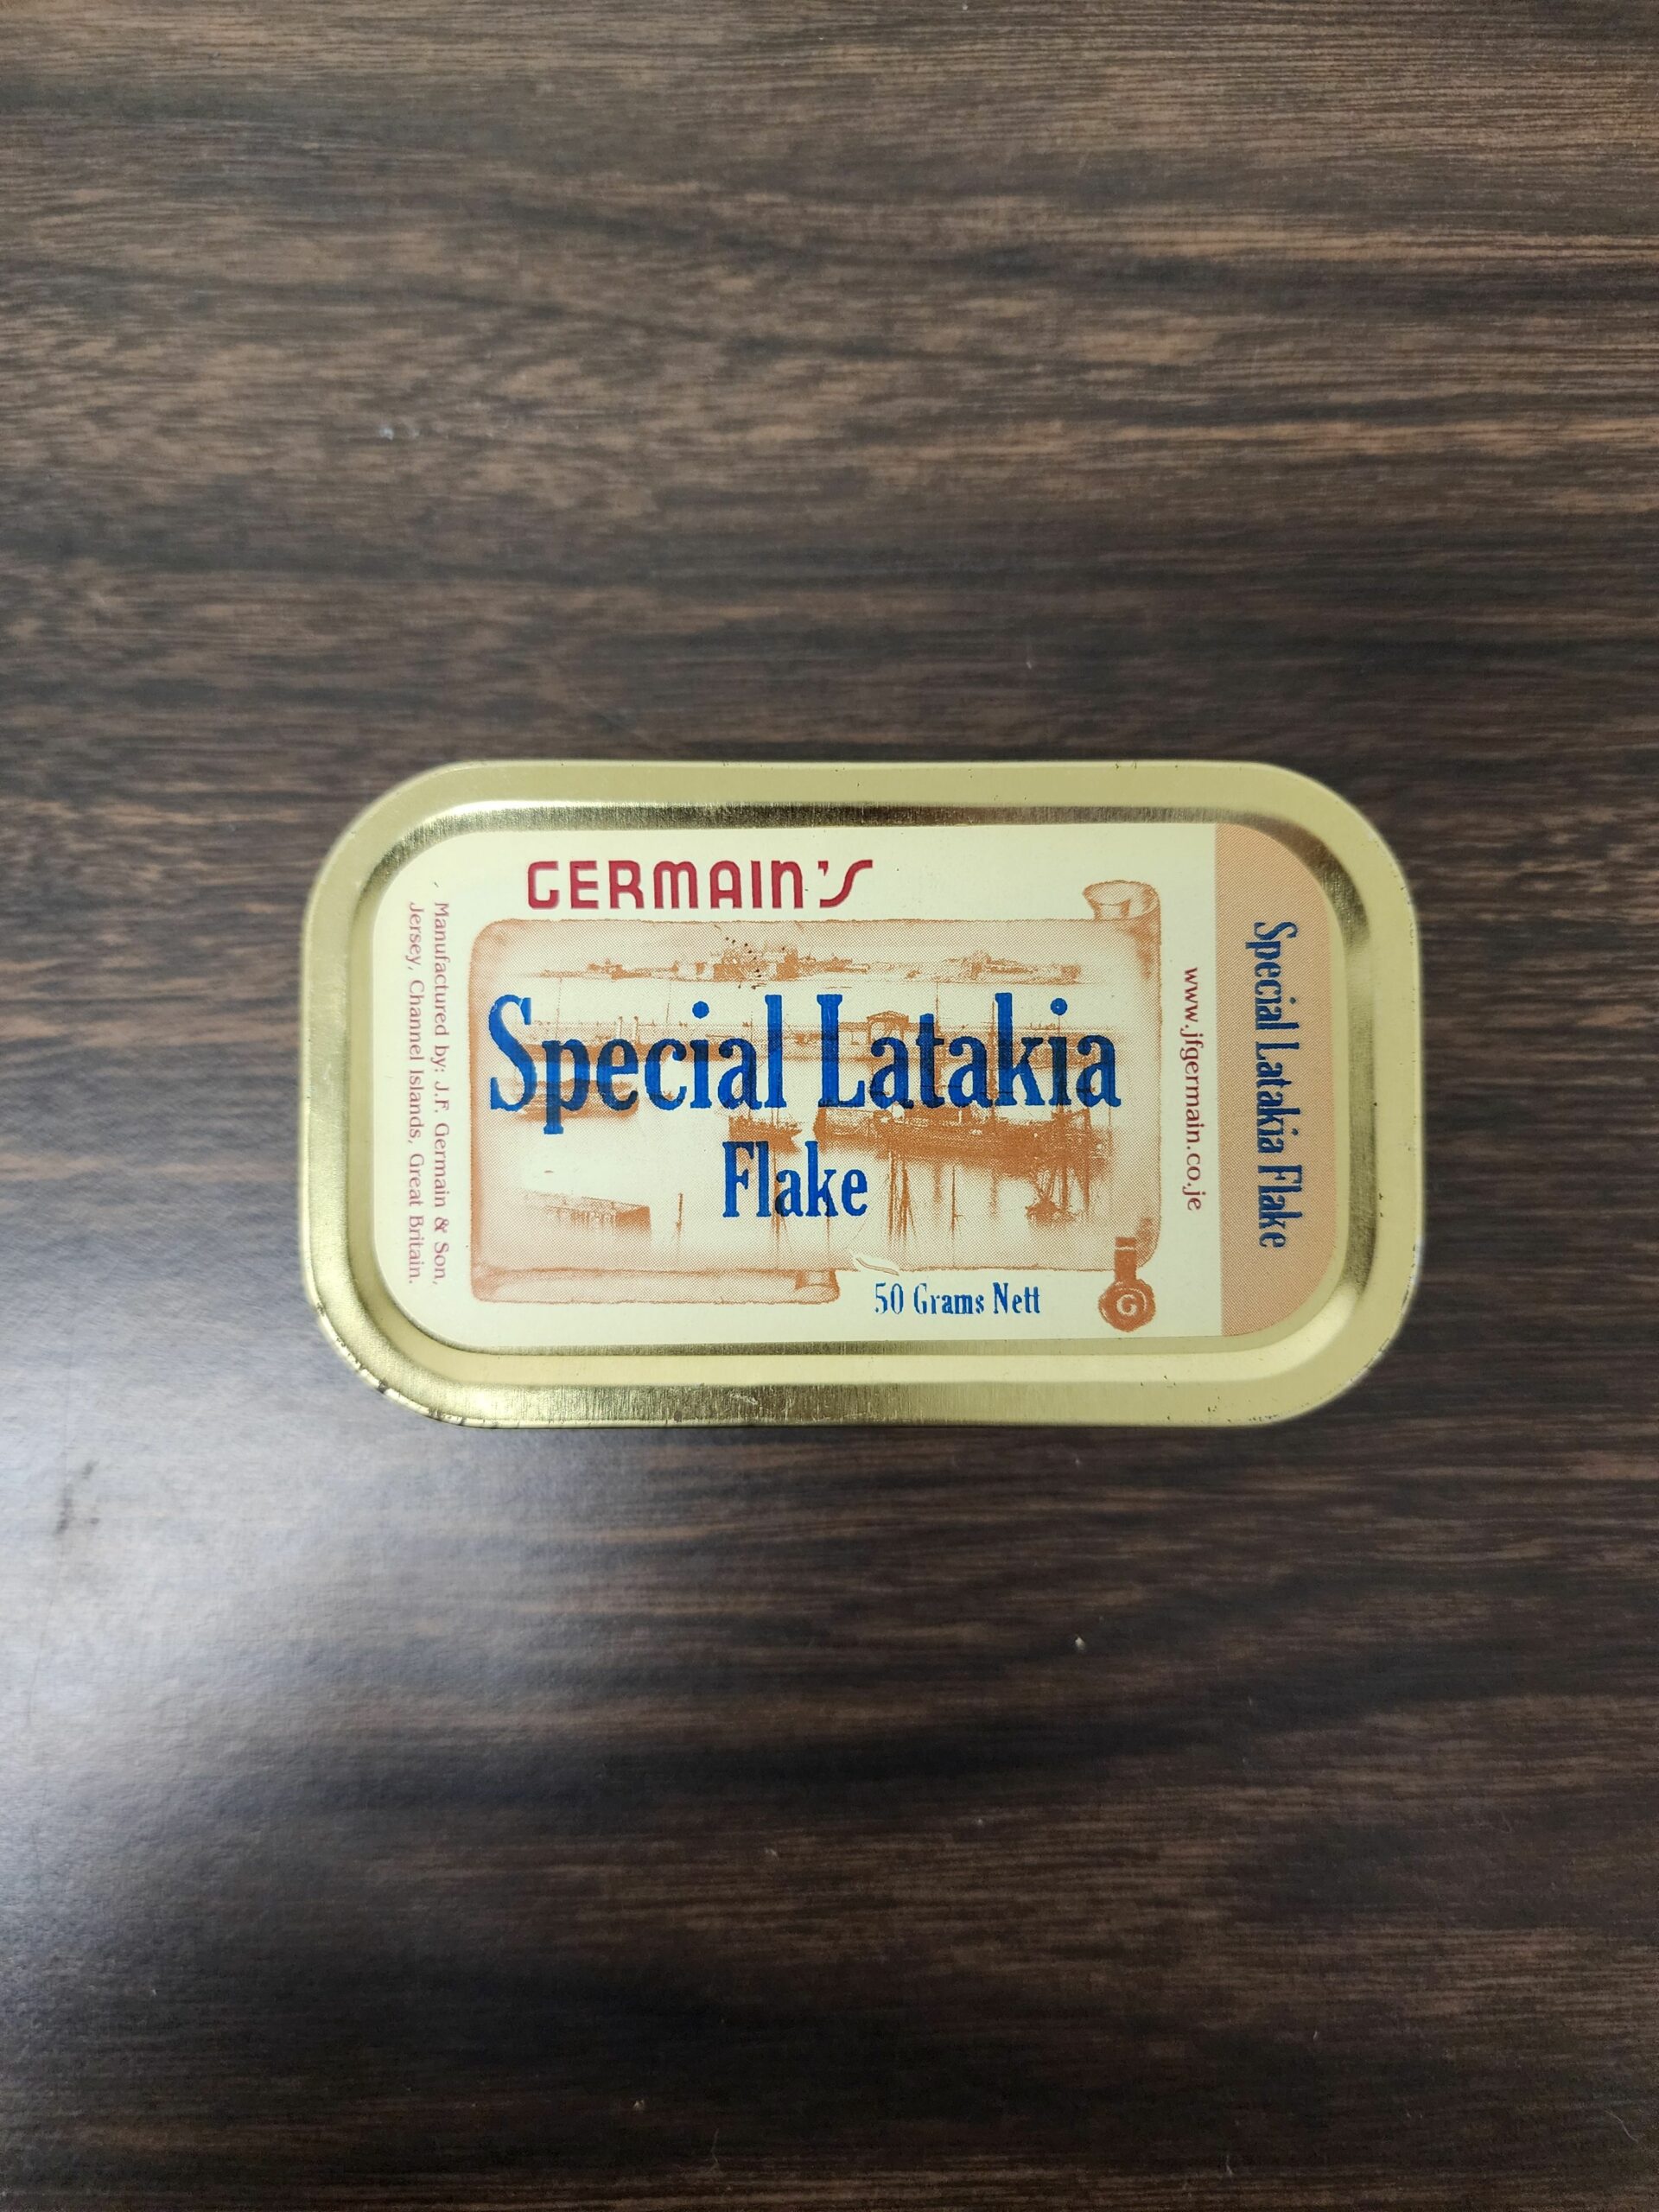 GERMAIN'S
Special Latakia
Flake
50 Grams Nett
G
Manufactured by: J.F. Germain & Son,
Jersey, Channel Islands, Great Britain.
www.jfgermain.co.je
Special Latakia Flake